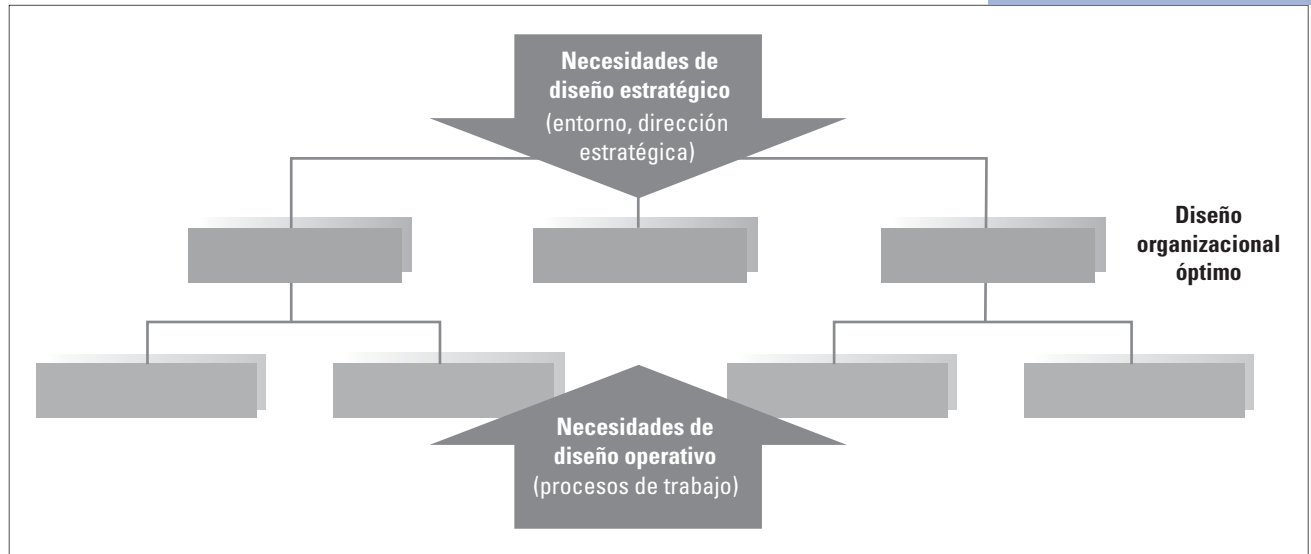 Necesidades de
diseño estratégico
(entorno, dirección
estratégica)
Diseño
organizacional
óptimo
Necesidades de
diseño operativo
(procesos de trabajo)